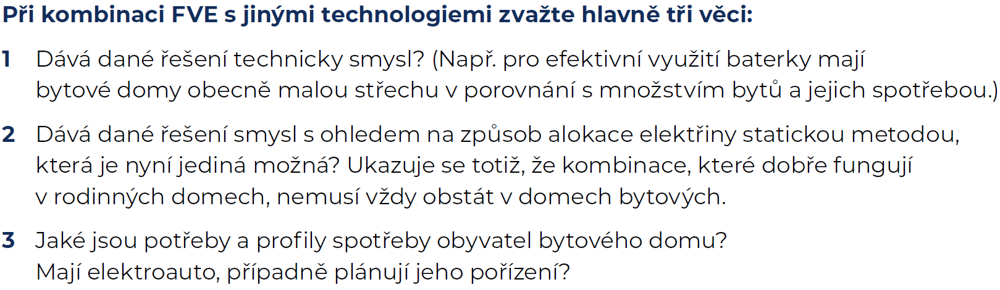 Při kombinaci FVE s jinými technologiemi zvažte hlavně tři věci:
1 Dává dané řešení technicky smysl? (Např. pro efektivní využití baterky mají
bytové domy obecně malou střechu v porovnání s množstvím bytů a jejich spotřebou.)
2 Dává dané řešení smysl s ohledem na způsob alokace elektřiny statickou metodou,
která je nyní jediná možná? Ukazuje se totiž, že kombinace, které dobře fungují
v rodinných domech, nemusí vždy obstát v domech bytových.
3 Jaké jsou potřeby a profily spotřeby obyvatel bytového domu?
Mají elektroauto, případně plánují jeho pořízení?